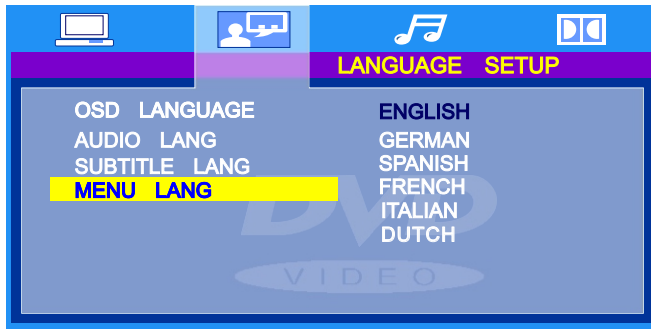 LANGUAGE SETUP
OSD LANGUAGE ENGLISH
AUDIO LANG GERMAN
SUBTITLE LANG SPANISH
MENU LANG FRENCH
ITALIAN
DUTCH
DVD
VIDEO